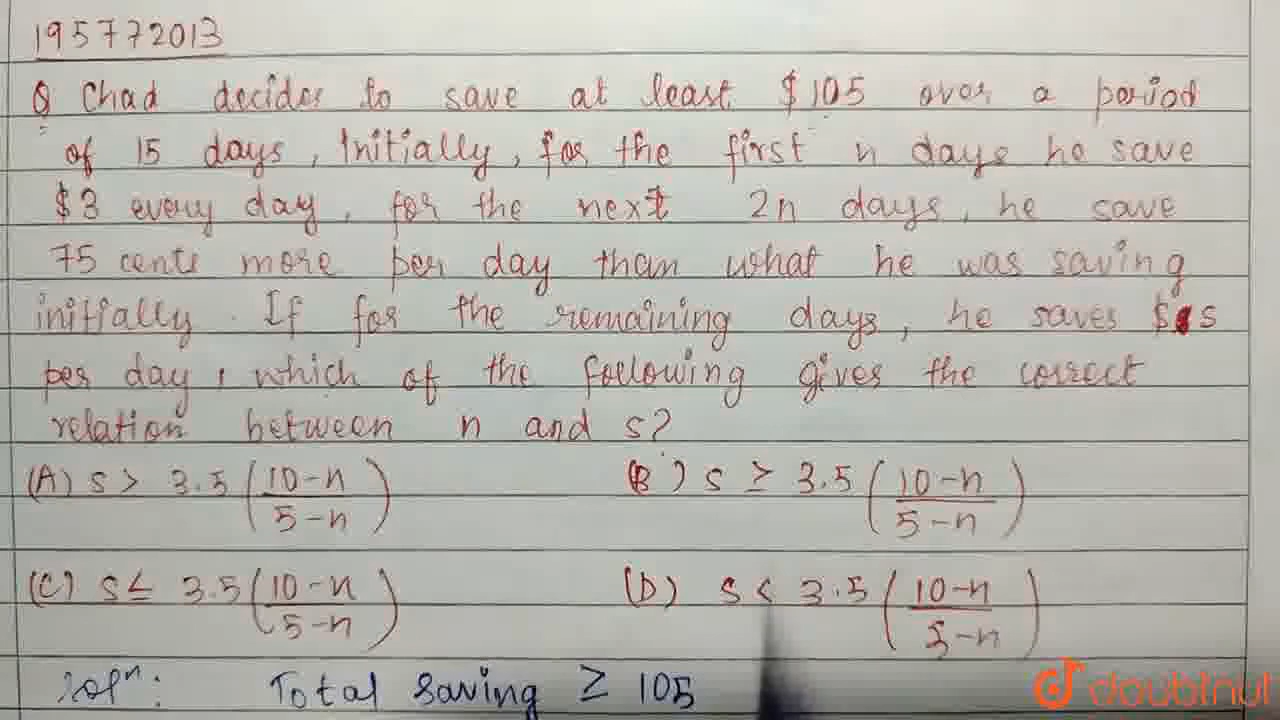 195772013
Q Chad decides to save at least $105 over a period
of 15 days, Initially, for the first n days he save
$3 every day, for the next 2n days, he save
75 cents more per day than what he was saving
initially. If for the remaining days, he saves $ s
per day, which of the following gives the correct
relation between n and s?
(A) s > 3.5 (10-n / 5-n) (B) s ≥ 3.5 (10-n / 5-n)
(C) s ≤ 3.5 (10-n / 5-n) (D) s < 3.5 (10-n / 5-n)
Solⁿ: Total saving ≥ 105
doubtnut